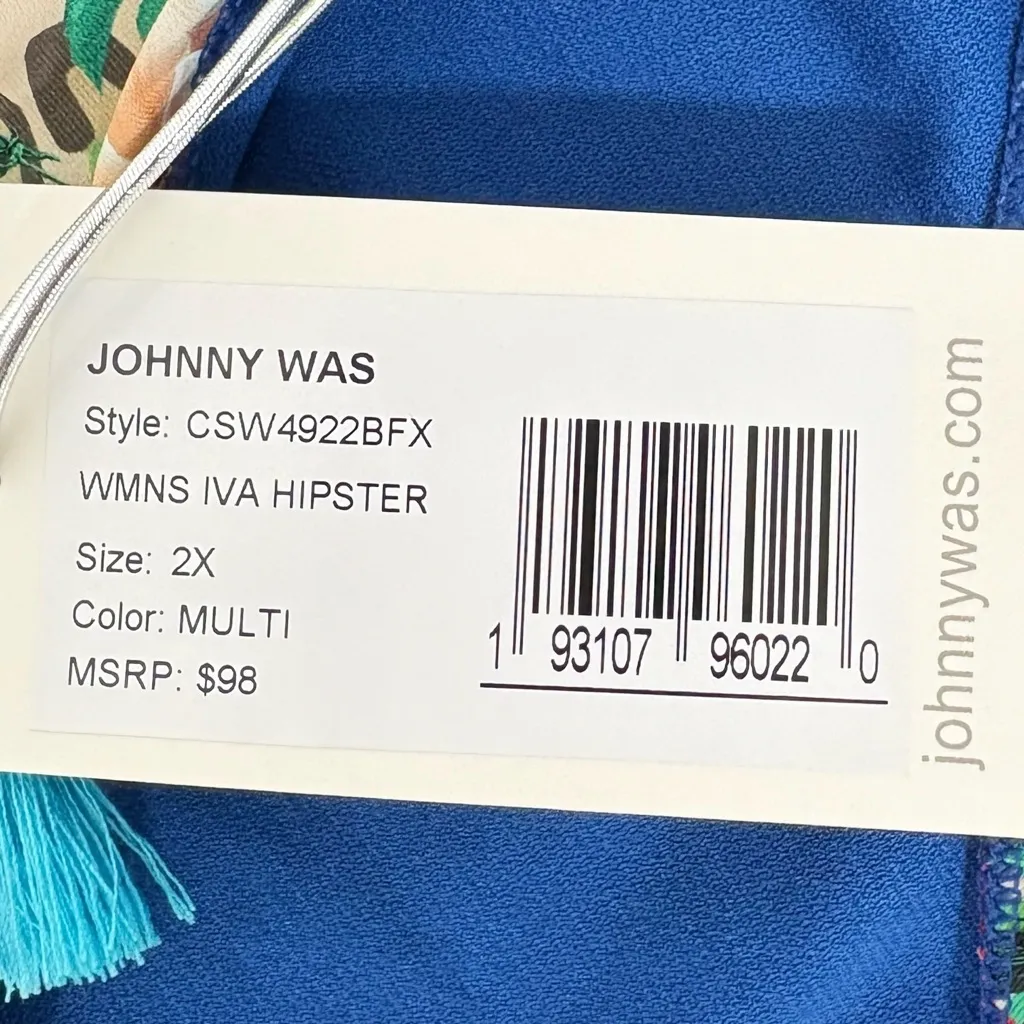 JOHNNY WAS
Style: CSW4922BFX
WMNS IVA HIPSTER
Size: 2X
Color: MULTI
MSRP: $98
1 93107 96022 0
johnnywas.com